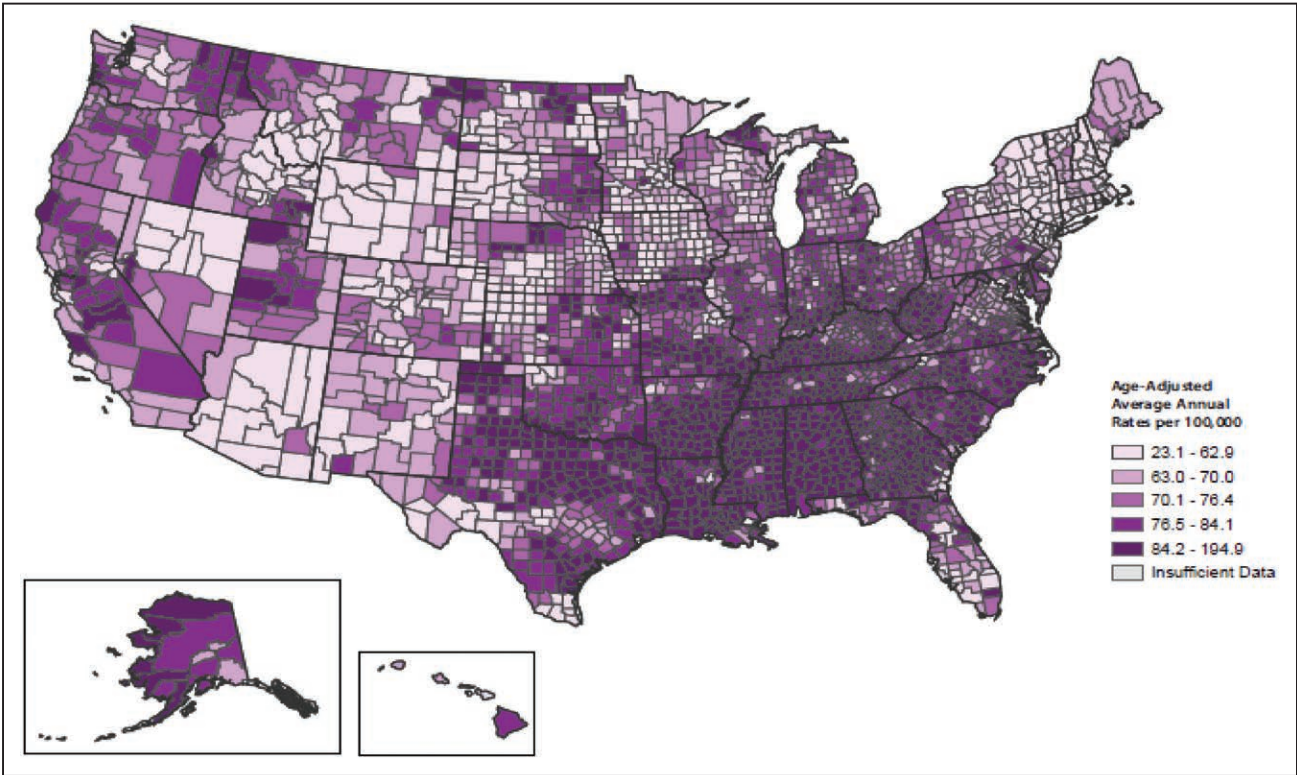 Age-Adjusted
Average Annual
Rates per 100,000
23.1 - 62.9
63.0 - 70.0
70.1 - 76.4
76.5 - 84.1
84.2 - 194.9
Insufficient Data